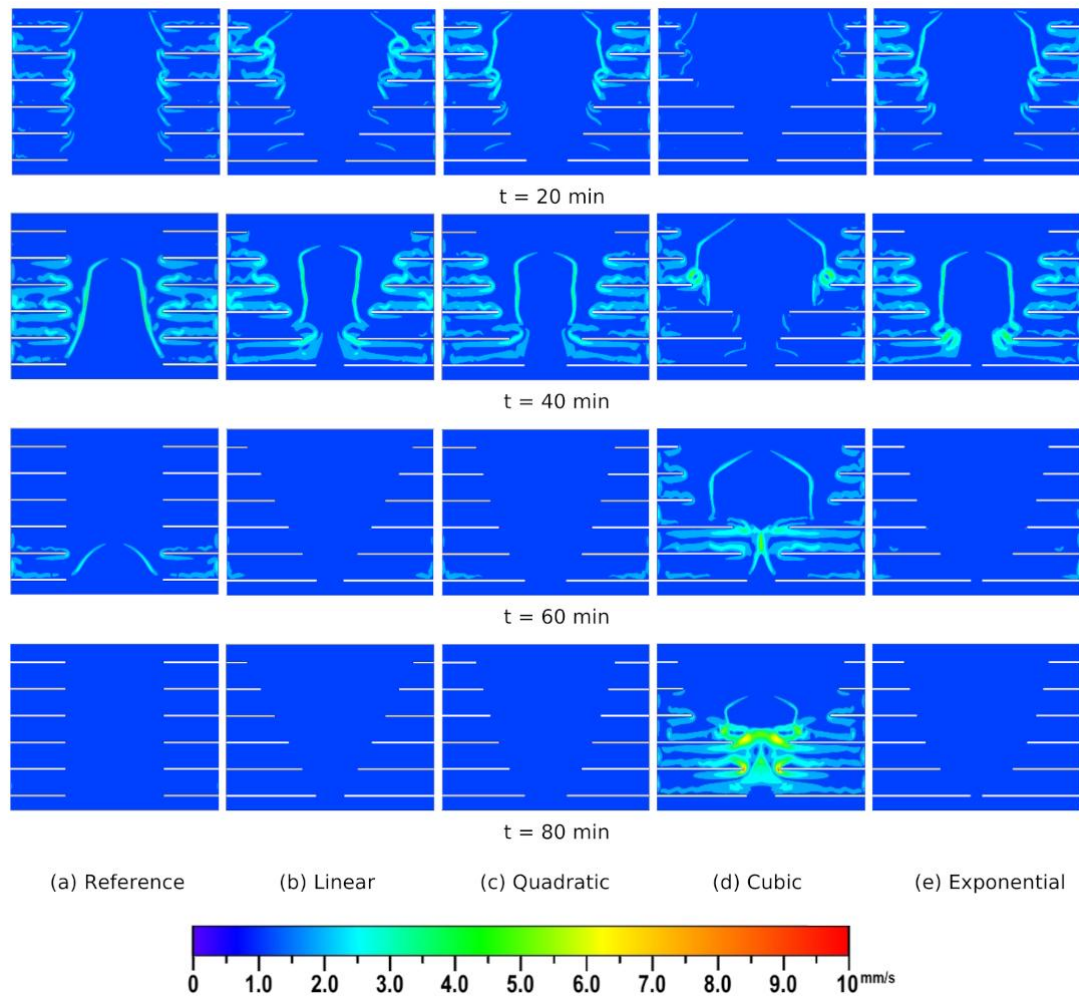 t = 20 min
t = 40 min
t = 60 min
t = 80 min
(a) Reference (b) Linear (c) Quadratic (d) Cubic (e) Exponential
0 1.0 2.0 3.0 4.0 5.0 6.0 7.0 8.0 9.0 10 mm/s